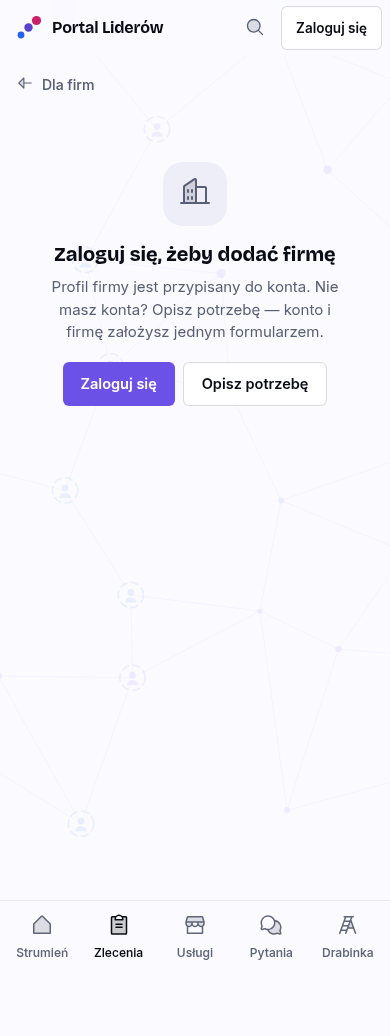 Portal Liderów
Zaloguj się
Dla firm
Zaloguj się, żeby dodać firmę
Profil firmy jest przypisany do konta. Nie
masz konta? Opisz potrzebę — konto i
firmę założysz jednym formularzem.
Zaloguj się
Opisz potrzebę
Strumień
Zlecenia
Usługi
Pytania
Drabinka